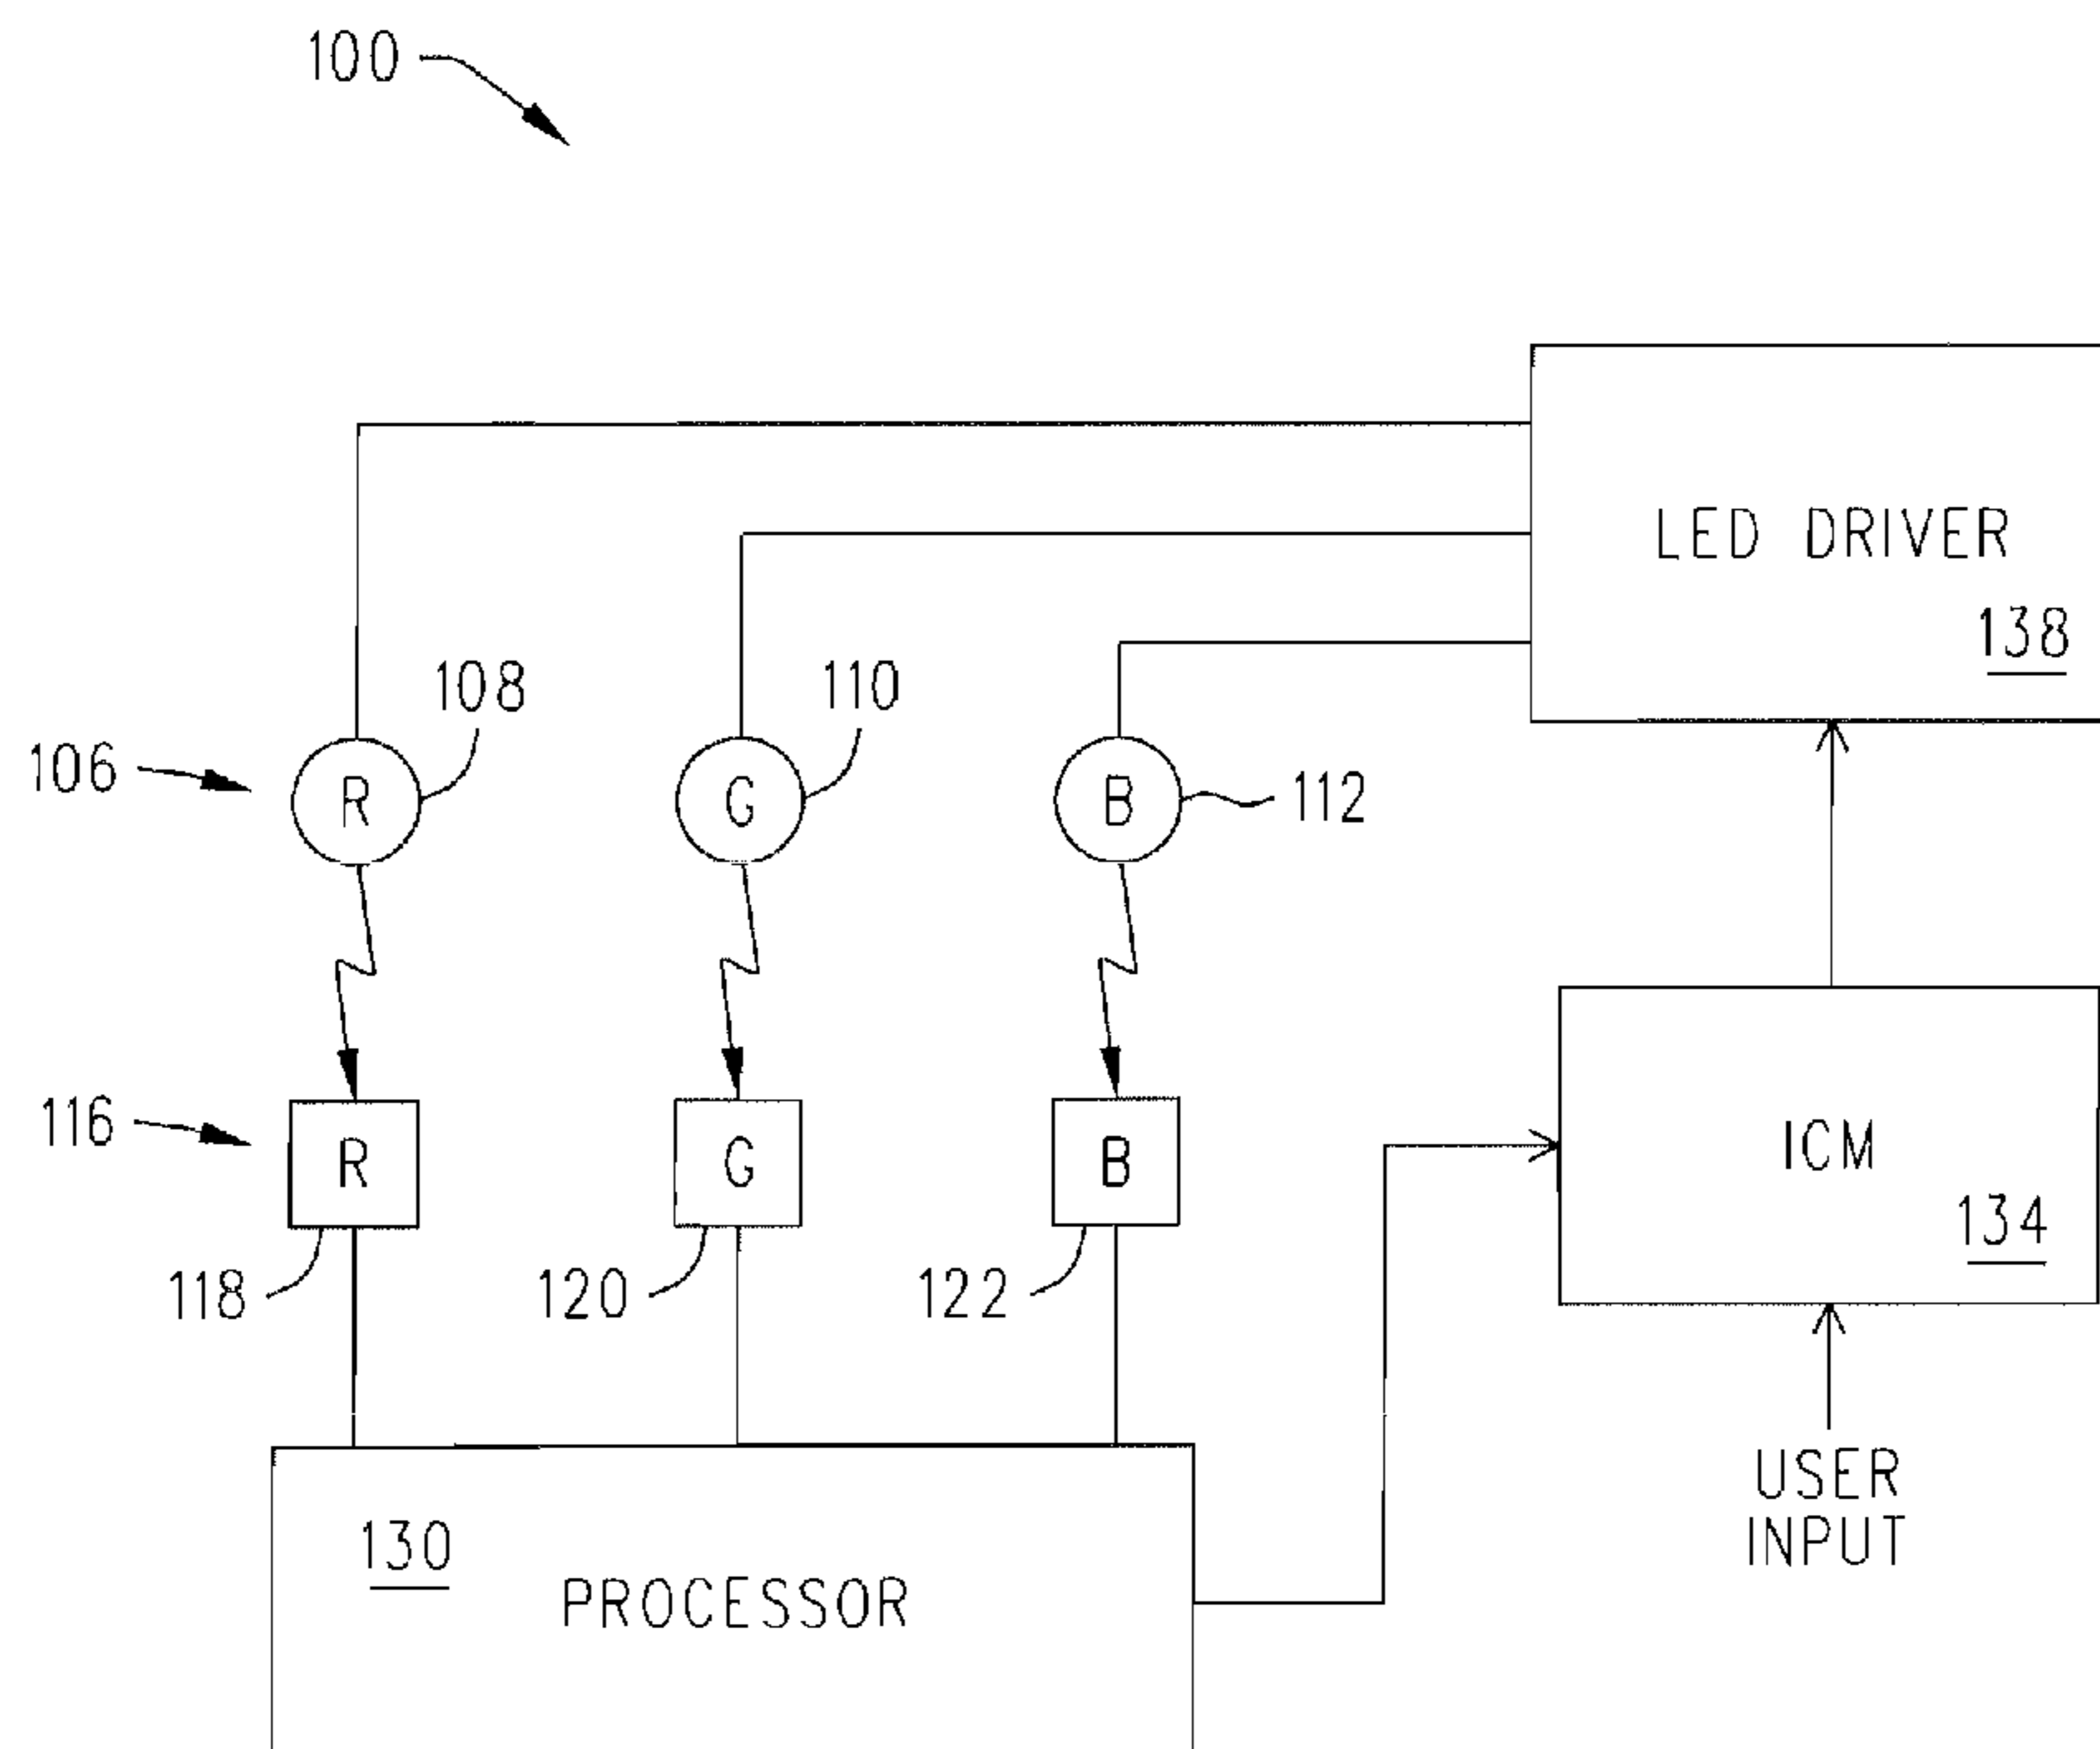 100
LED DRIVER
138
108
110
106
R
G
B
112
116
R
G
B
ICM
134
118
120
122
USER
INPUT
130
PROCESSOR